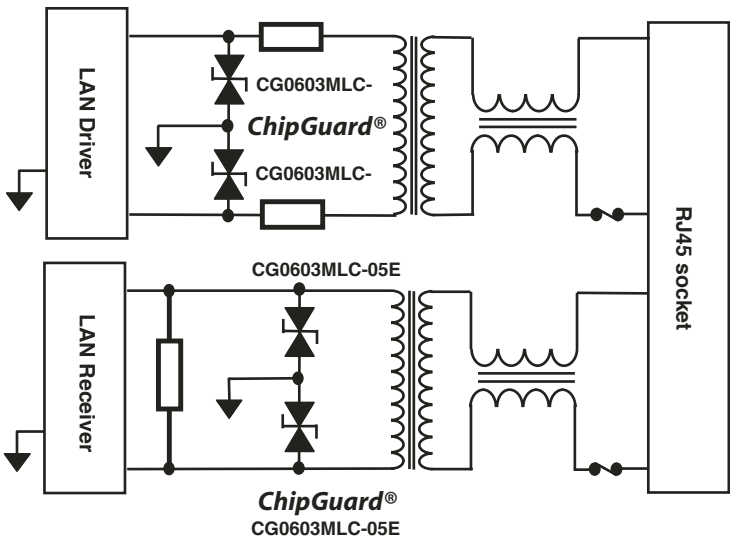 LAN Driver
CG0603MLC-
ChipGuard®
CG0603MLC-
RJ45 socket
CG0603MLC-05E
LAN Receiver
ChipGuard®
CG0603MLC-05E